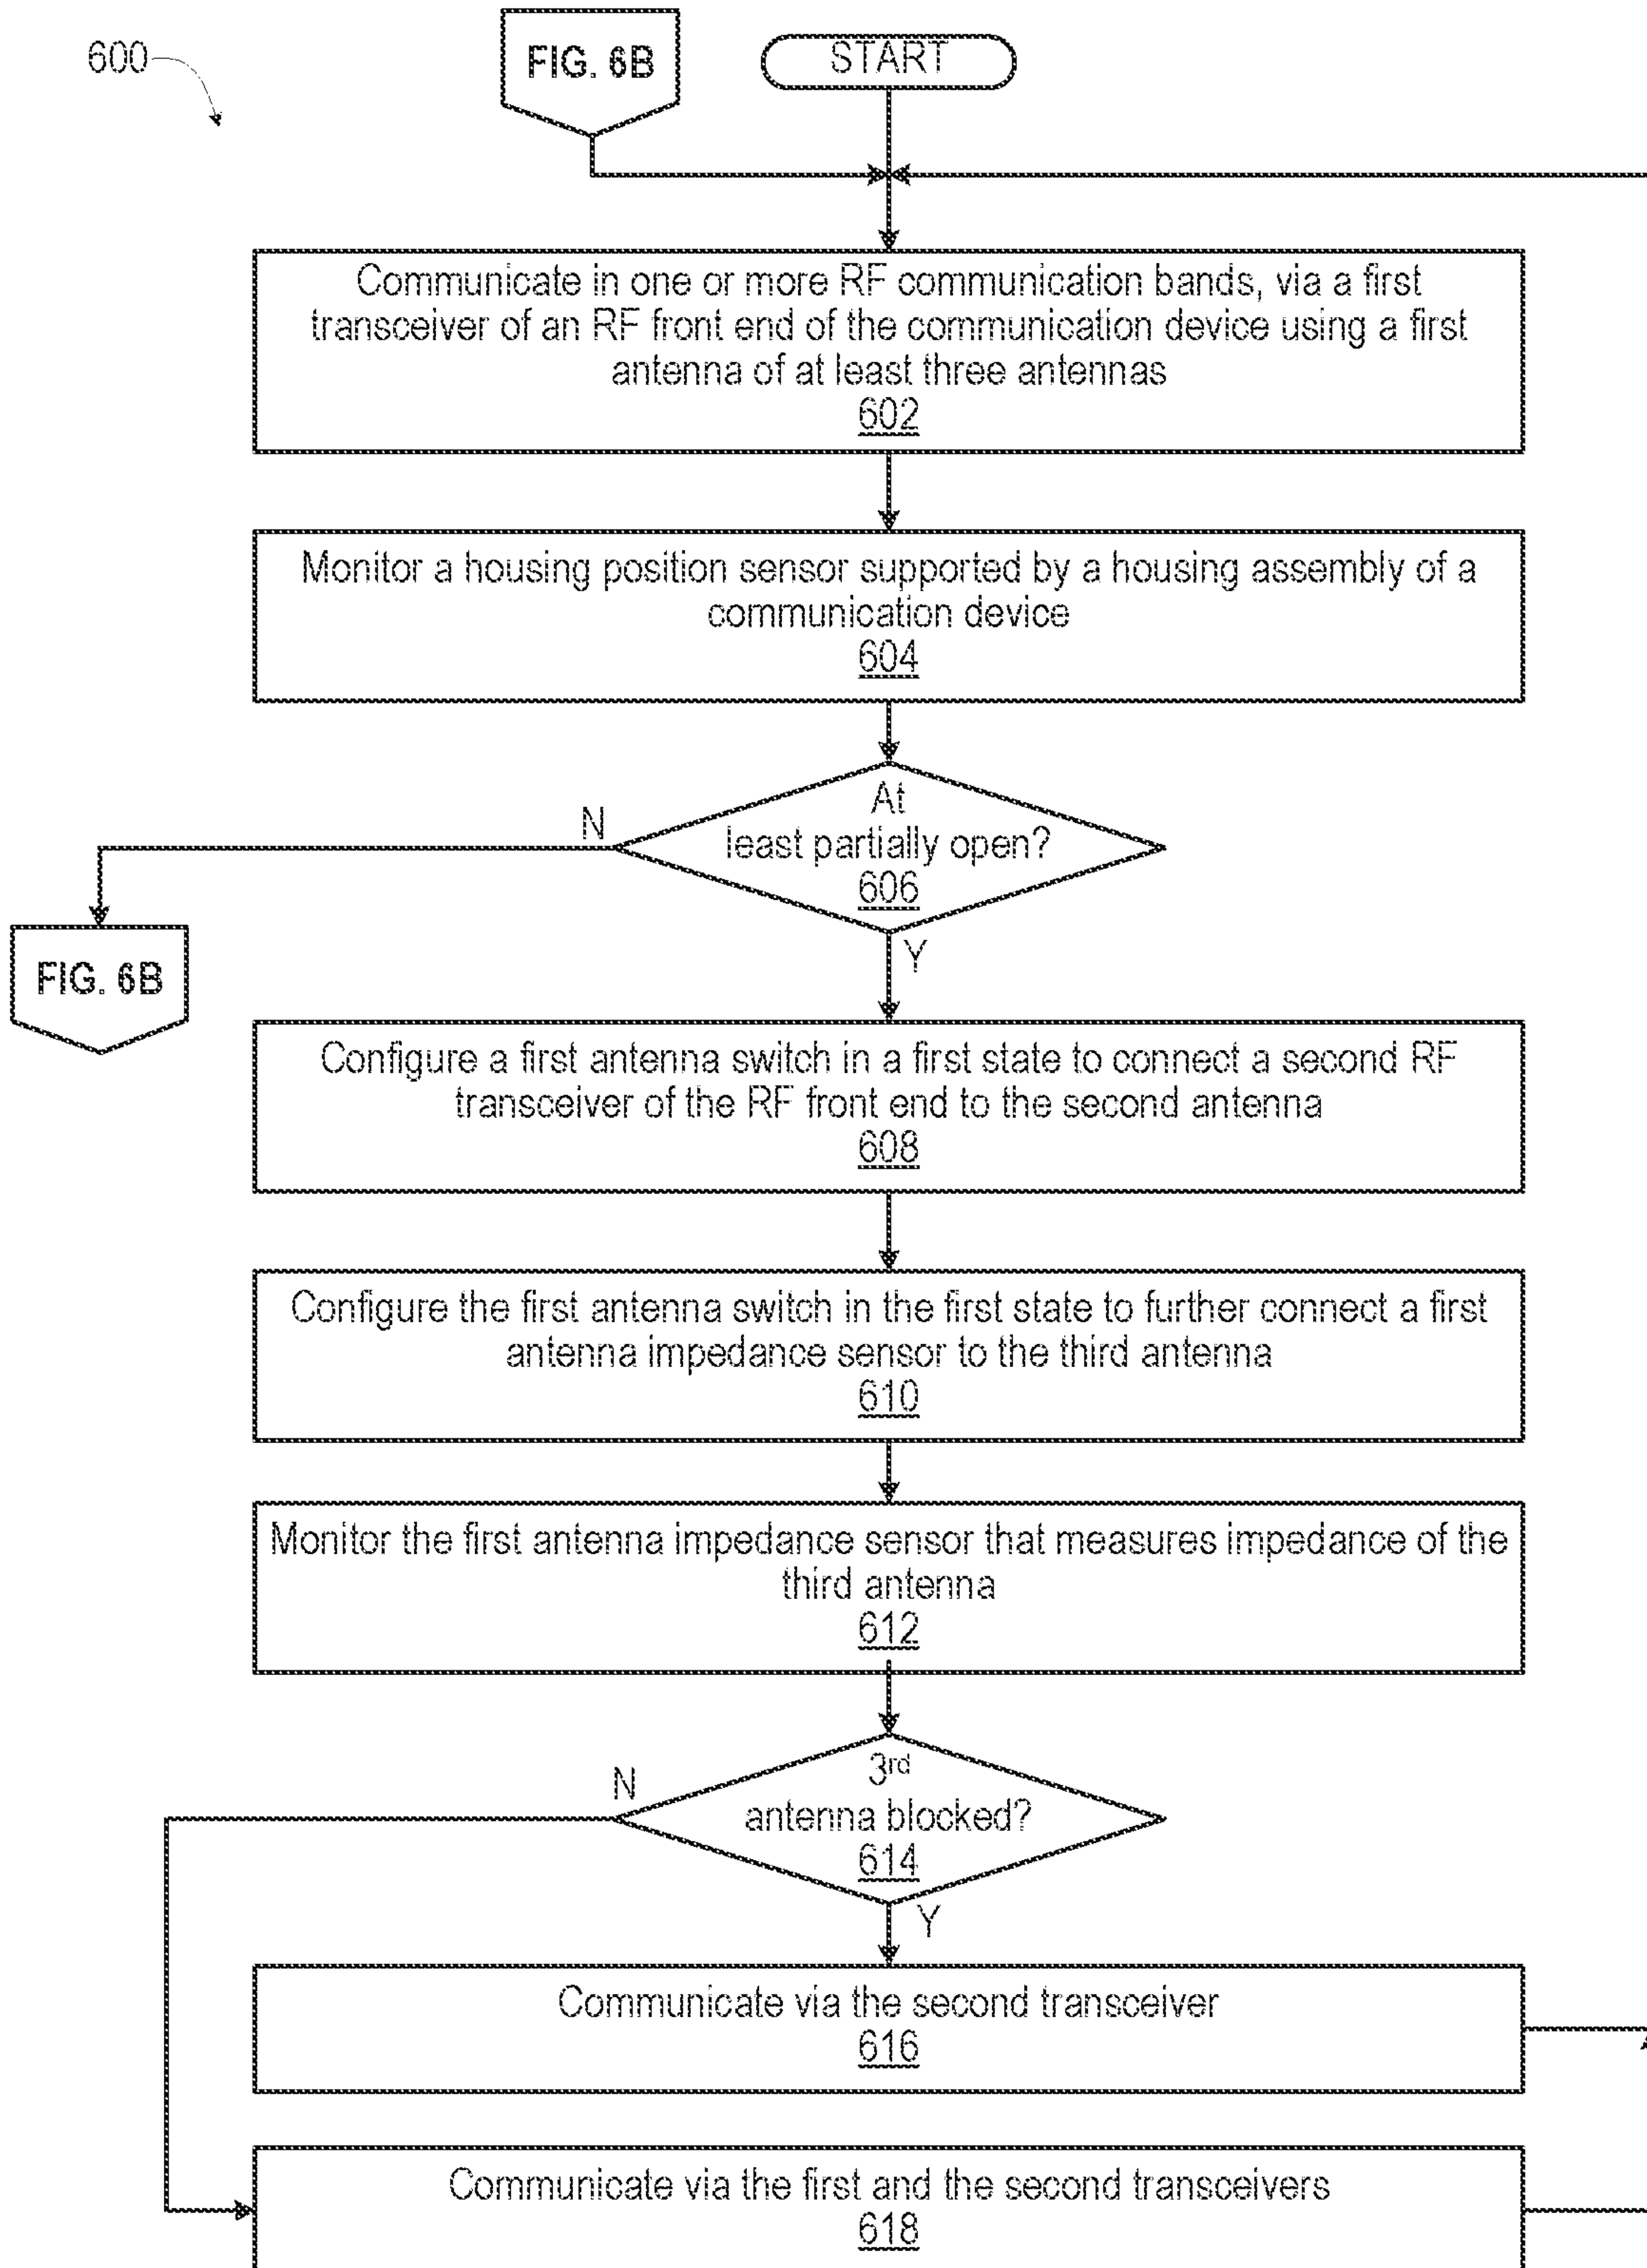 600
FIG. 6B
START
Communicate in one or more RF communication bands, via a first
transceiver of an RF front end of the communication device using a first
antenna of at least three antennas
602
Monitor a housing position sensor supported by a housing assembly of a
communication device
604
At
least partially open?
606
N
Y
FIG. 6B
Configure a first antenna switch in a first state to connect a second RF
transceiver of the RF front end to the second antenna
608
Configure the first antenna switch in the first state to further connect a first
antenna impedance sensor to the third antenna
610
Monitor the first antenna impedance sensor that measures impedance of the
third antenna
612
3rd
antenna blocked?
614
N
Y
Communicate via the second transceiver
616
Communicate via the first and the second transceivers
618